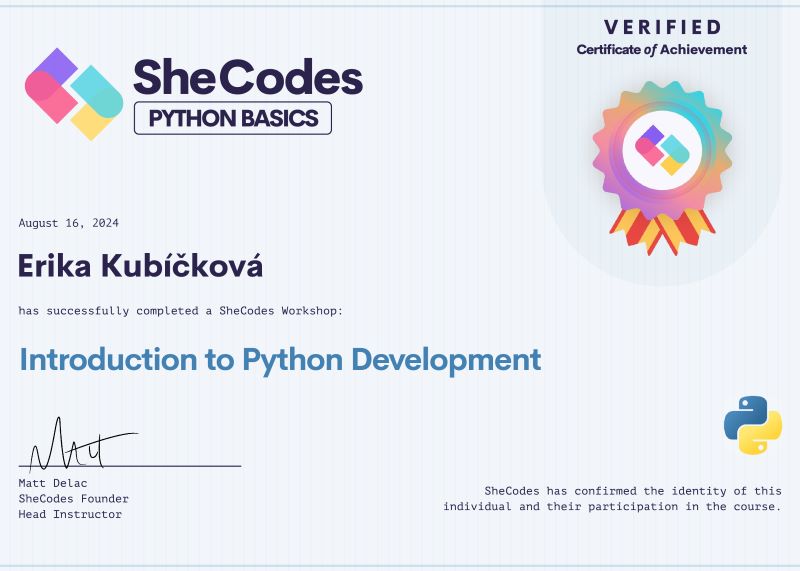 VERIFIED
Certificate of Achievement
SheCodes
PYTHON BASICS
August 16, 2024
Erika Kubíčková
has successfully completed a SheCodes Workshop:
Introduction to Python Development
Matt
Matt Delac
SheCodes Founder
Head Instructor
SheCodes has confirmed the identity of this
individual and their participation in the course.